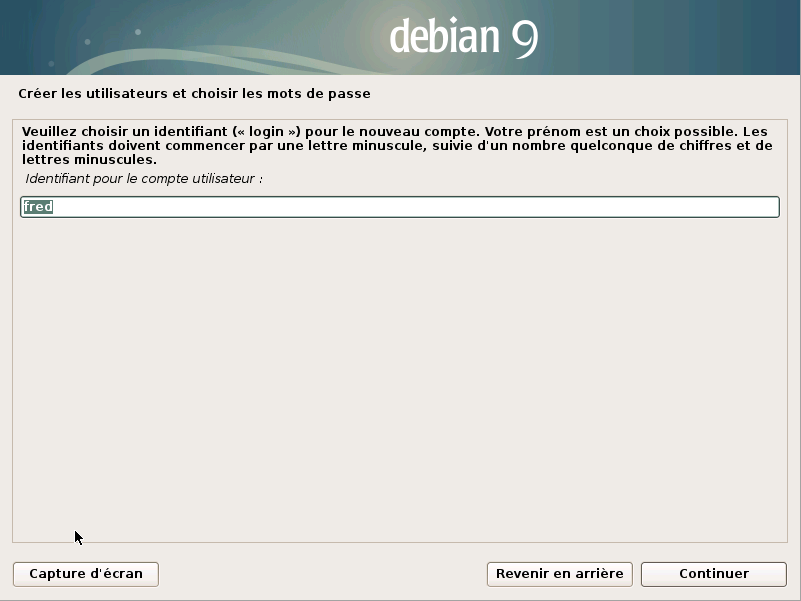 debian 9
Créer les utilisateurs et choisir les mots de passe
Veuillez choisir un identifiant (« login ») pour le nouveau compte. Votre prénom est un choix possible. Les
identifiants doivent commencer par une lettre minuscule, suivie d'un nombre quelconque de chiffres et de
lettres minuscules.
Identifiant pour le compte utilisateur :
fred
Capture d'écran
Revenir en arrière
Continuer